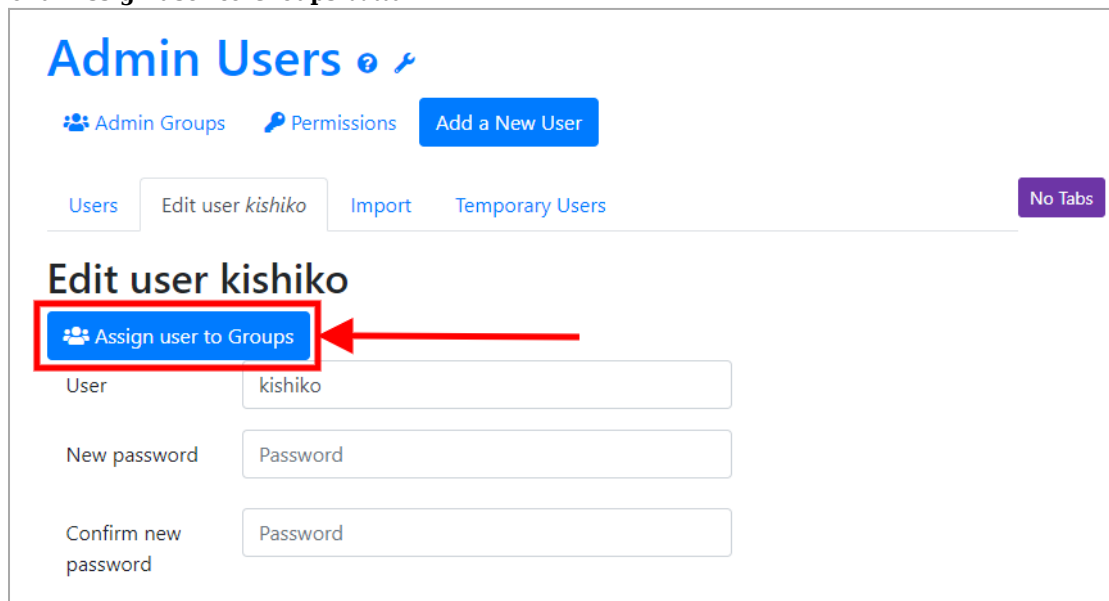 Admin Users
Admin Groups Permissions Add a New User
Users Edit user kishiko Import Temporary Users No Tabs
Edit user kishiko
Assign user to Groups
User kishiko
New password Password
Confirm new password Password